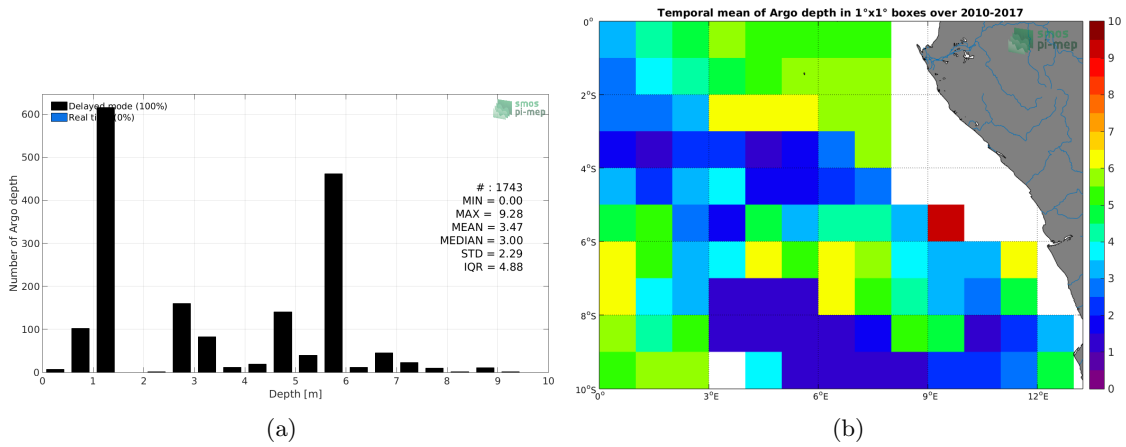 Delayed mode (100%)
Real ti (0%)
smos
pi-mep
Number of Argo depth
600
500
400
300
200
100
0
# : 1743
MIN = 0.00
MAX = 9.28
MEAN = 3.47
MEDIAN = 3.00
STD = 2.29
IQR = 4.88
0 1 2 3 4 5 6 7 8 9 10
Depth [m]
(a)
Temporal mean of Argo depth in 1°x1° boxes over 2010-2017
smos
pi-mep
0°
2°S
4°S
6°S
8°S
10°S
0° 3°E 6°E 9°E 12°E
10
9
8
7
6
5
4
3
2
1
0
(b)